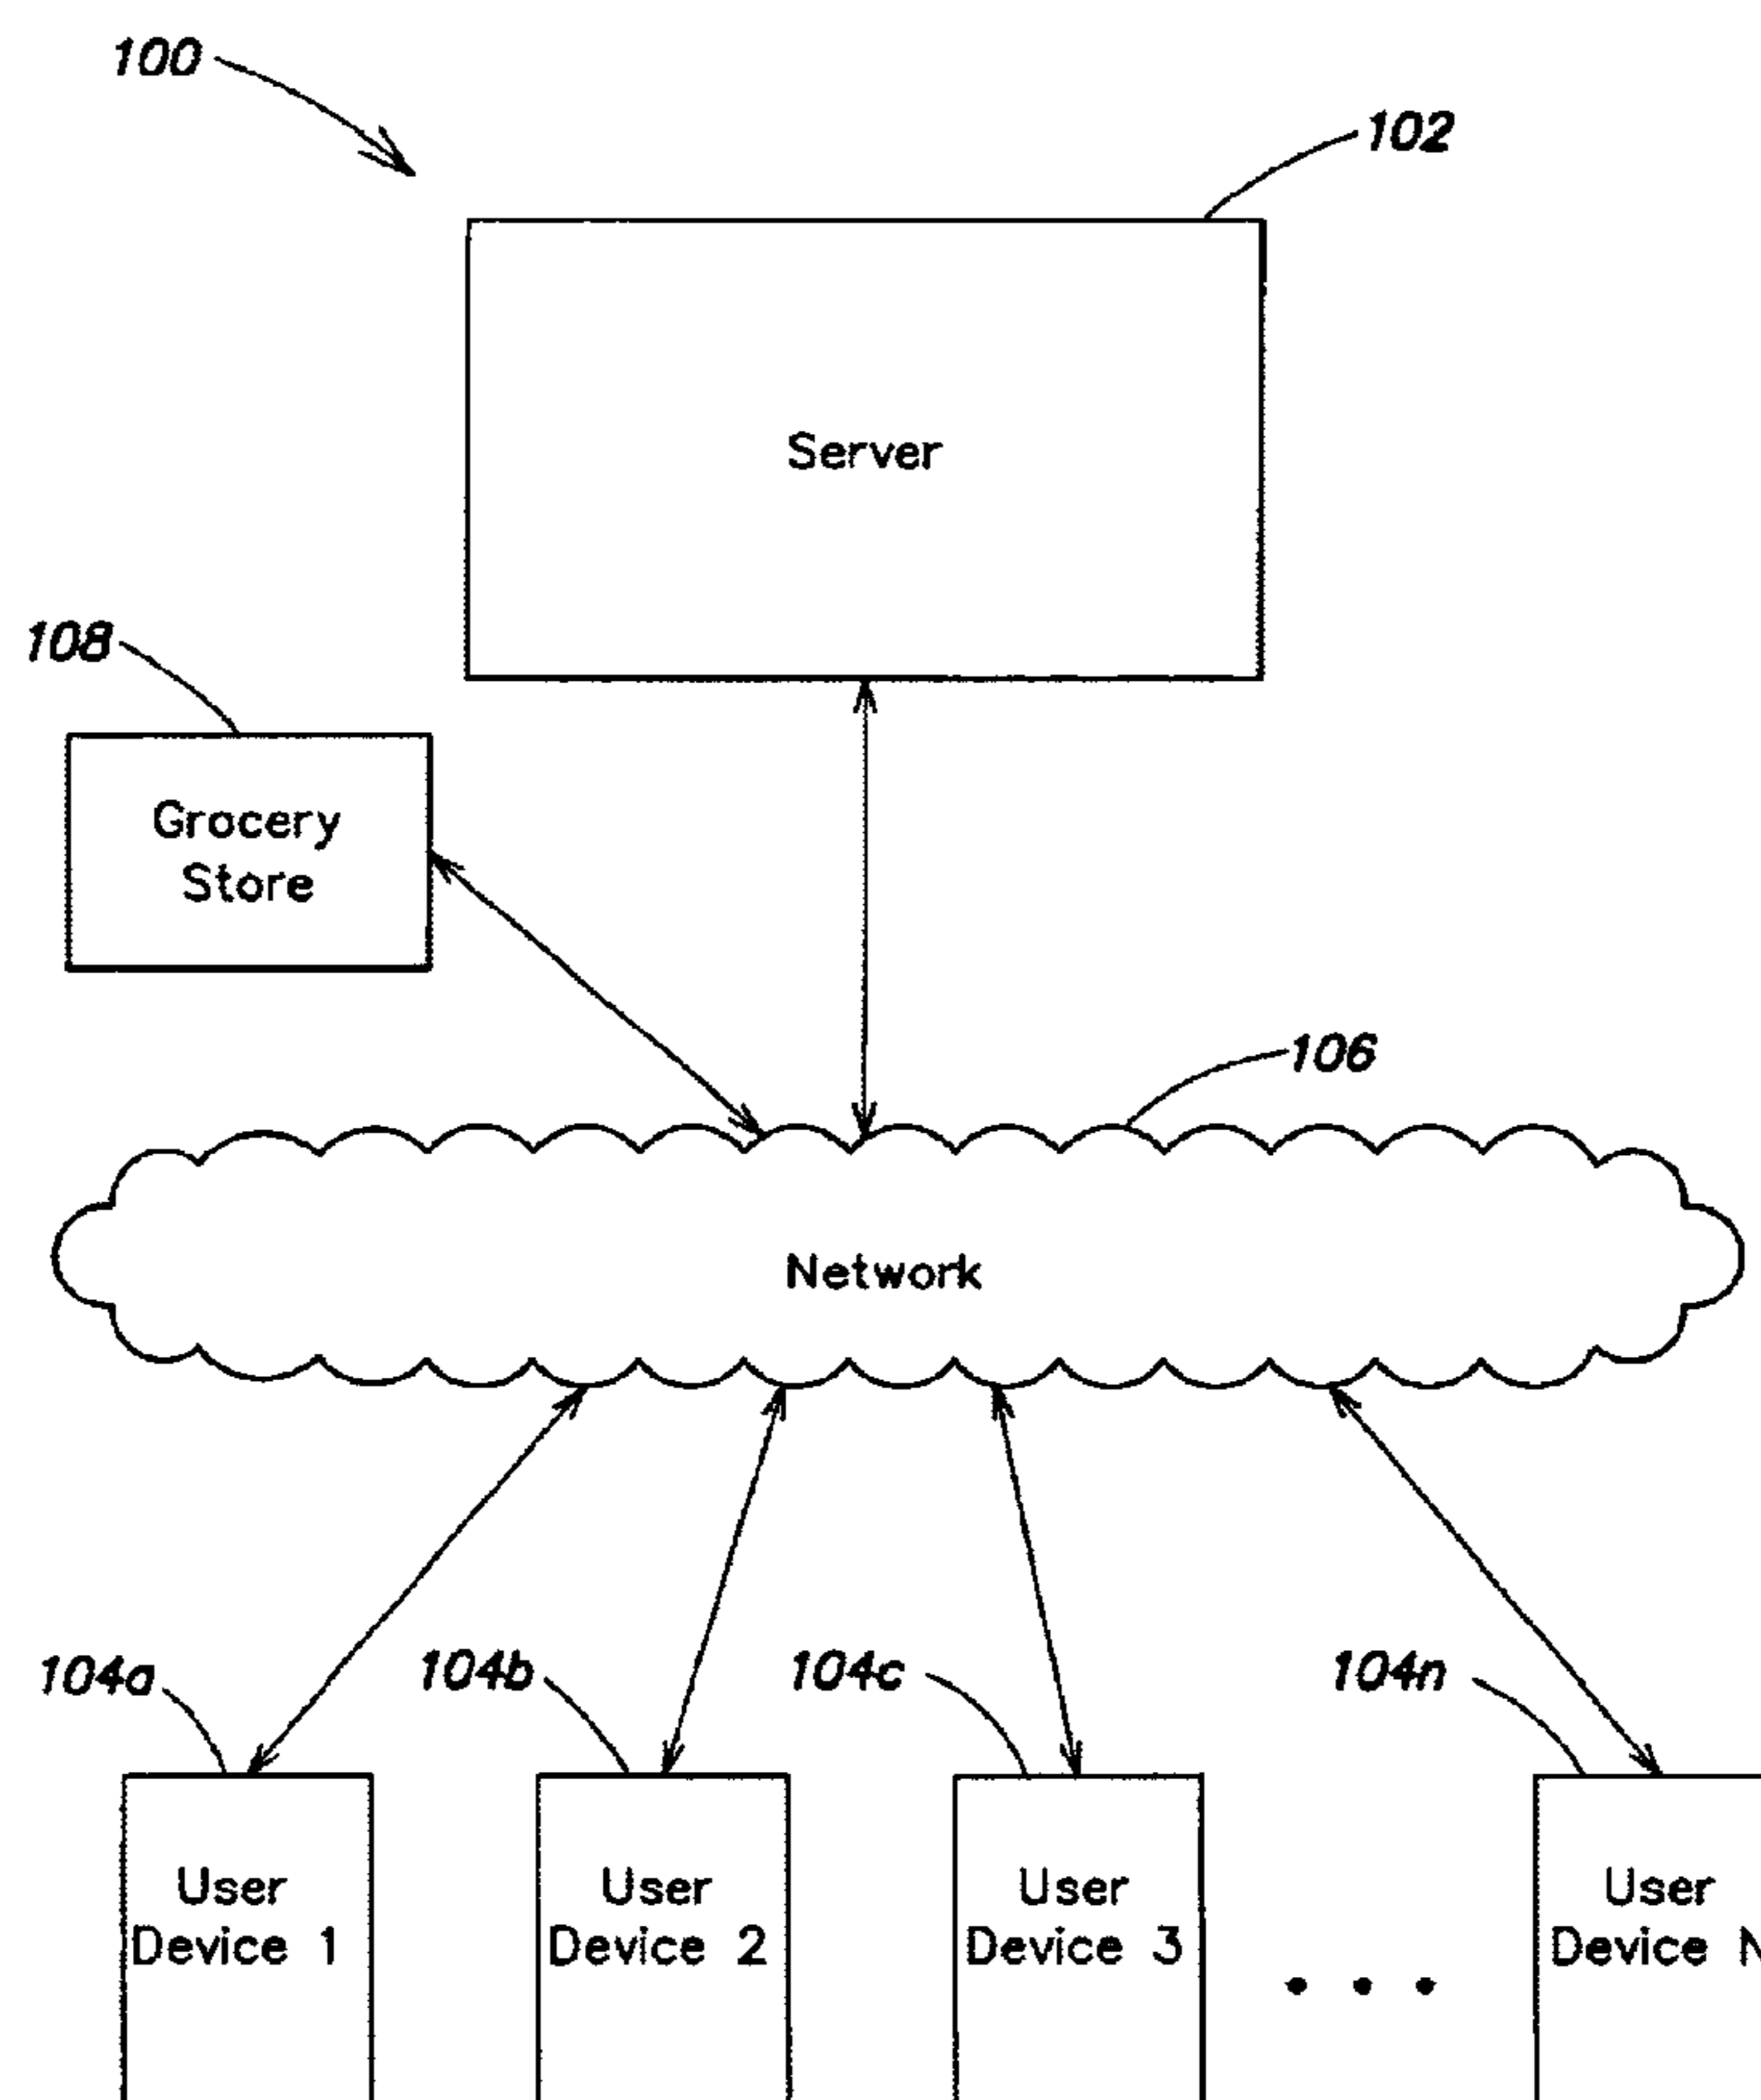 100
102
Server
108
Grocery
Store
106
Network
104a
104b
104c
104n
User
Device 1
User
Device 2
User
Device 3
. . .
User
Device N